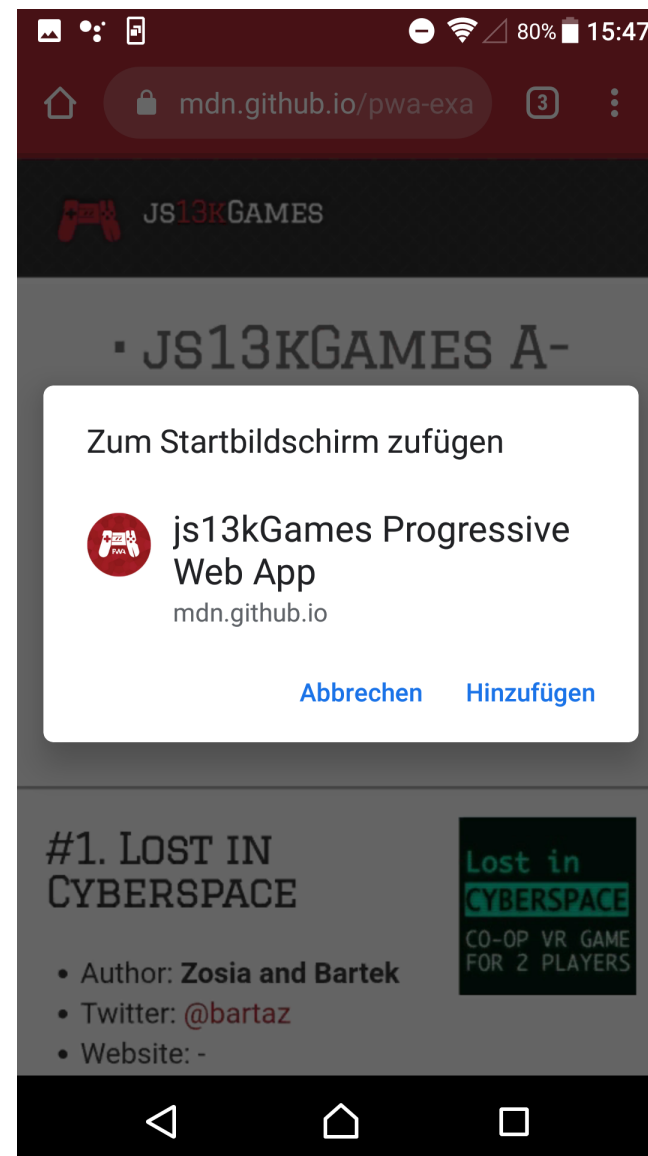 80% 15:47
mdn.github.io/pwa-exa 3
js13kGames
· js13kGames A-
Zum Startbildschirm zufügen
PWA
js13kGames Progressive
Web App
mdn.github.io
Abbrechen Hinzufügen
#1. Lost in
Cyberspace
• Author: Zosia and Bartek
• Twitter: @bartaz
• Website: -
Lost in
CYBERSPACE
CO-OP VR GAME
FOR 2 PLAYERS